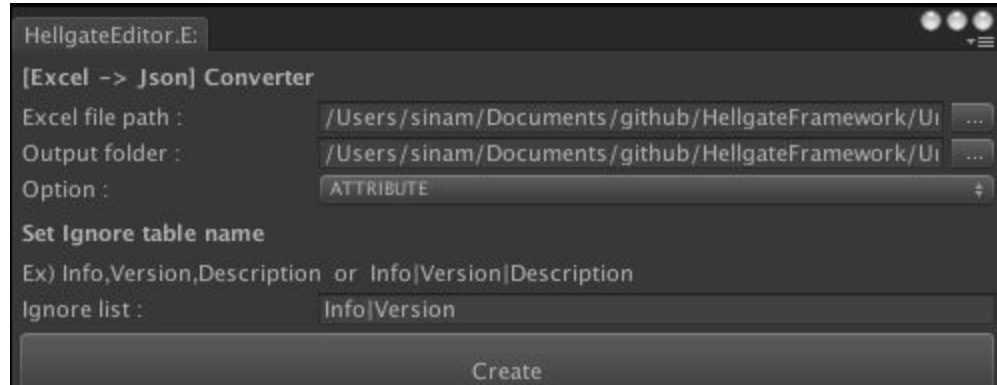 HellgateEditor.E:
[Excel -> Json] Converter
Excel file path : /Users/sinam/Documents/github/HellgateFramework/U ...
Output folder : /Users/sinam/Documents/github/HellgateFramework/U ...
Option : ATTRIBUTE
Set Ignore table name
Ex) Info,Version,Description or Info|Version|Description
Ignore list : Info|Version
Create